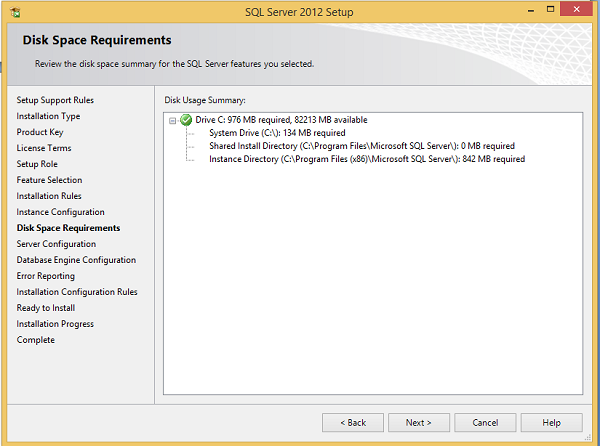 SQL Server 2012 Setup
Disk Space Requirements
Review the disk space summary for the SQL Server features you selected.
Setup Support Rules
Installation Type
Product Key
License Terms
Setup Role
Feature Selection
Installation Rules
Instance Configuration
Disk Space Requirements
Server Configuration
Database Engine Configuration
Error Reporting
Installation Configuration Rules
Ready to Install
Installation Progress
Complete
Disk Usage Summary:
Drive C: 976 MB required, 82213 MB available
System Drive (C:\): 134 MB required
Shared Install Directory (C:\Program Files\Microsoft SQL Server\): 0 MB required
Instance Directory (C:\Program Files (x86)\Microsoft SQL Server\): 842 MB required
< Back
Next >
Cancel
Help